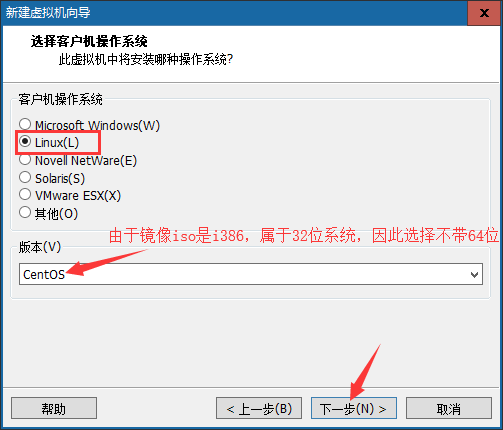 新建虚拟机向导
x
选择客户机操作系统
此虚拟机中将安装哪种操作系统?
客户机操作系统
Microsoft Windows(W)
Linux(L)
Novell NetWare(E)
Solaris(S)
VMware ESX(X)
其他(O)
由于镜像iso是i386，属于32位系统，因此选择不带64位
版本(V)
CentOS
帮助
< 上一步(B)
下一步(N) >
取消